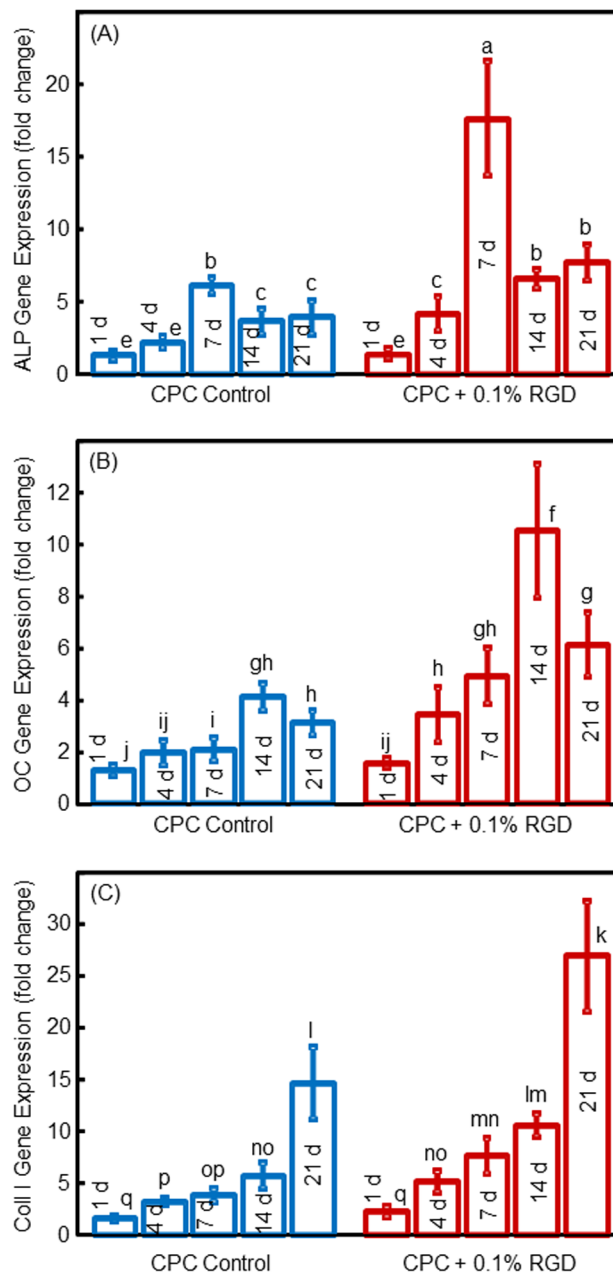 (A)
ALP Gene Expression (fold change)
20
15
10
5
0
1 d
e
4 d
e
b
7 d
c
14 d
c
21 d
1 d
e
c
4 d
a
7 d
b
14 d
b
21 d
CPC Control
CPC + 0.1% RGD
(B)
OC Gene Expression (fold change)
12
10
8
6
4
2
0
1 d
j
ij
4 d
i
7 d
gh
14 d
h
21 d
ij
1 d
h
4 d
gh
7 d
f
14 d
g
21 d
CPC Control
CPC + 0.1% RGD
(C)
Coll I Gene Expression (fold change)
30
25
20
15
10
5
0
1 d
q
p
4 d
op
7 d
no
14 d
l
21 d
1 d
q
no
4 d
mn
7 d
lm
14 d
k
21 d
CPC Control
CPC + 0.1% RGD